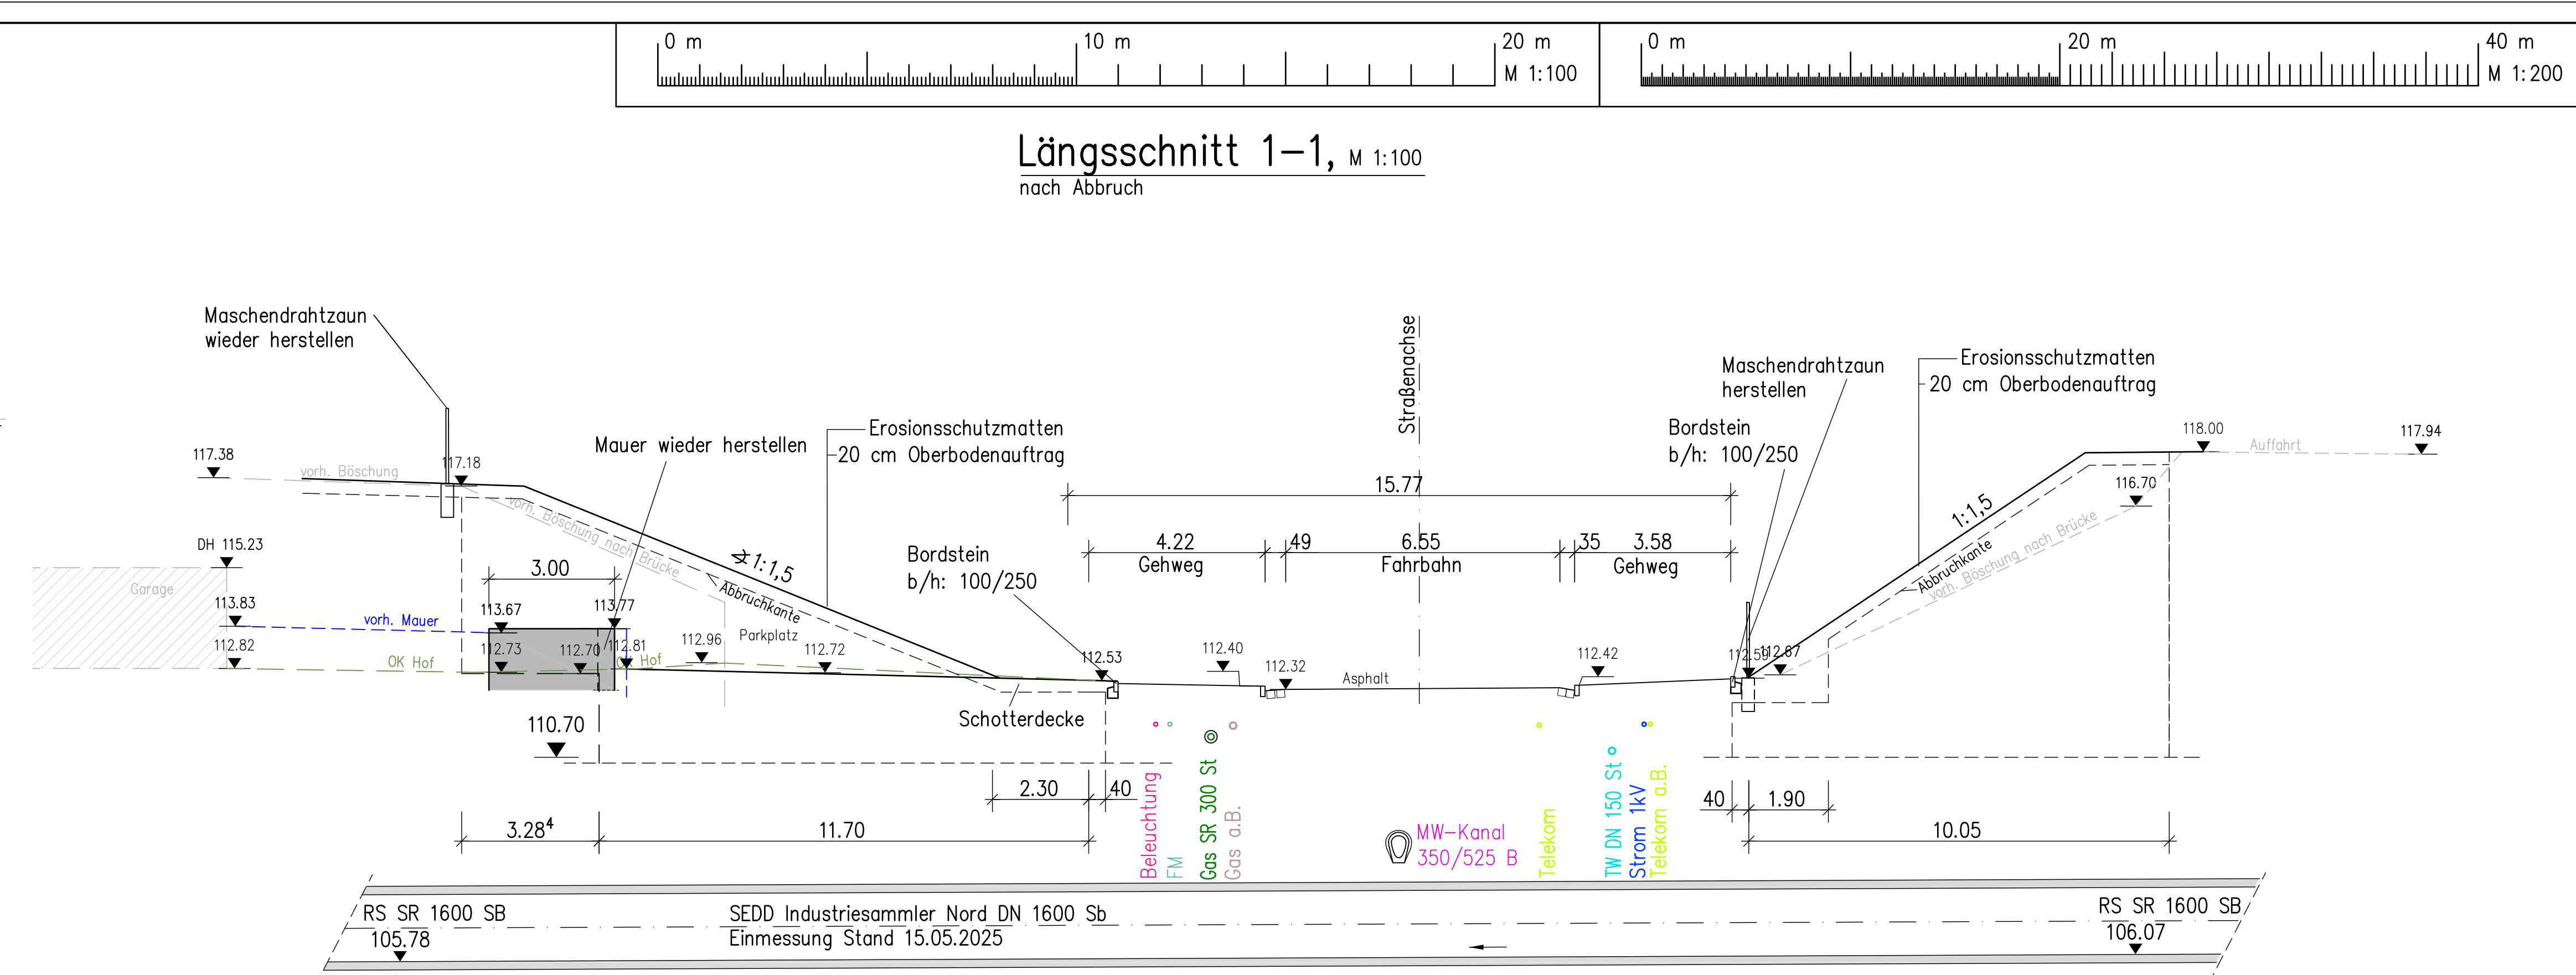 0 m
10 m
20 m
M 1:100
0 m
20 m
40 m
M 1:200
Längsschnitt 1-1, M 1:100
nach Abbruch
Maschendrahtzaun
wieder herstellen
117.38
vorh. Böschung
117.18
Mauer wieder herstellen
Erosionsschutzmatten
20 cm Oberbodenauftrag
vorh. Böschung nach Brücke
1:1,5
Abbruchkante
DH 115.23
Garage
113.83
vorh. Mauer
112.82
OK Hof
3.00
113.67
113.77
112.73
112.70
112.81
OK Hof
112.96
Parkplatz
112.72
Bordstein
b/h: 100/250
112.53
Schotterdecke
110.70
Straßenachse
15.77
4.22
Gehweg
49
6.55
Fahrbahn
35
3.58
Gehweg
112.40
112.32
Asphalt
112.42
Maschendrahtzaun
herstellen
Bordstein
b/h: 100/250
Erosionsschutzmatten
20 cm Oberbodenauftrag
112.59
112.67
1:1,5
Abbruchkante
vorh. Böschung nach Brücke
116.70
118.00
Auffahrt
117.94
2.30
40
3.28⁴
11.70
Beleuchtung
FM
Gas SR 300 St
Gas a.B.
MW-Kanal
350/525 B
Telekom
TW DN 150 St
Strom 1kV
Telekom a.B.
40
1.90
10.05
RS SR 1600 SB
105.78
SEDD Industriesammler Nord DN 1600 Sb
Einmessung Stand 15.05.2025
RS SR 1600 SB
106.07